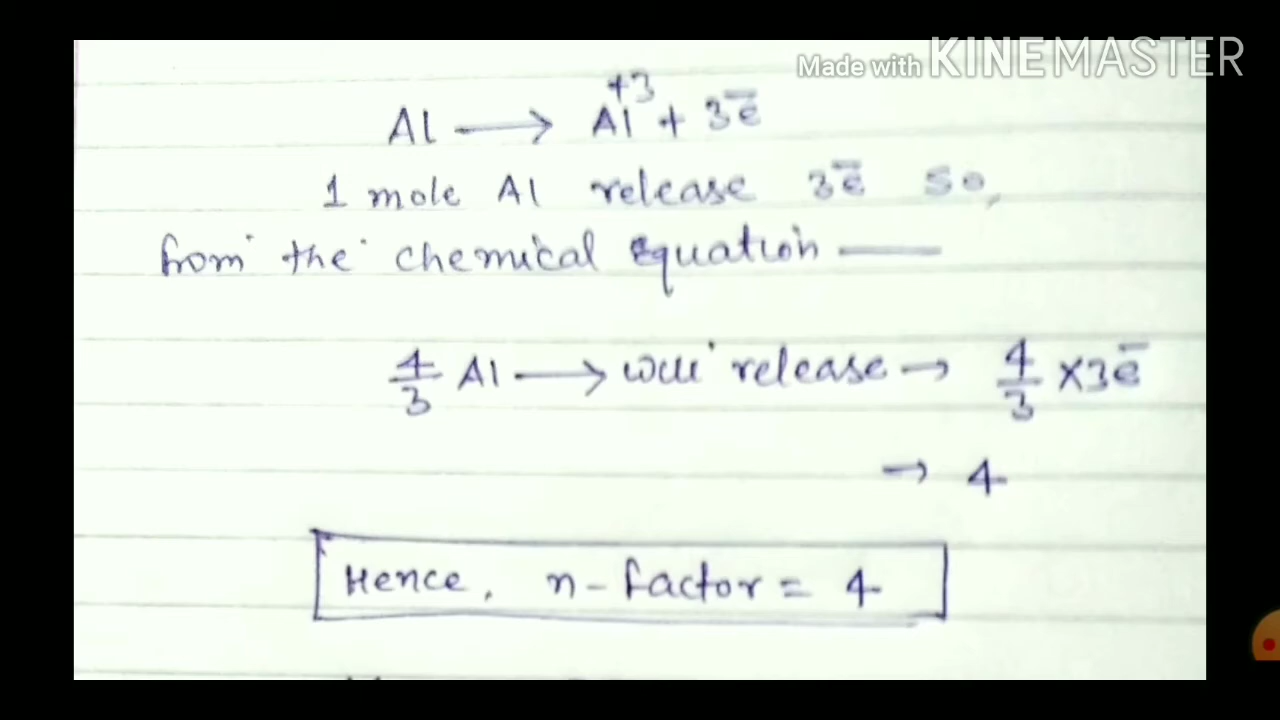 Made with KINEMASTER
Al → Al⁺³ + 3e⁻
1 mole Al release 3e⁻ so,
from the chemical equation —
4/3 Al → will release → 4/3 × 3e⁻
→ 4
Hence, n-factor = 4